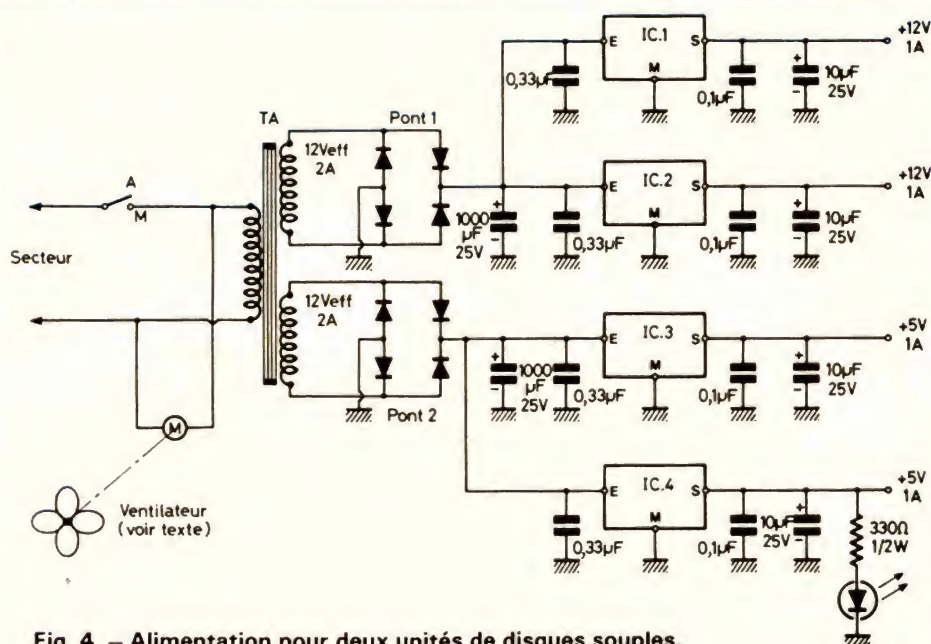 +12V
1A
IC.1
E
S
M
0,33µF
0,1µF
+
10µF
-
25V
TA
Pont 1
12Veff
2A
A
M
Secteur
+12V
1A
IC.2
E
S
M
+
1000
µF
-
25V
0,33µF
0,1µF
+
10µF
-
25V
12Veff
2A
Pont 2
+5V
1A
IC.3
E
S
M
+
1000
µF
-
25V
0,33µF
0,1µF
+
10µF
-
25V
M
Ventilateur
(voir texte)
+5V
1A
IC.4
E
S
M
0,33µF
0,1µF
10µF
+
25V
-
330Ω
1/2W
Fig. 4. – Alimentation pour deux unités de disques souples.